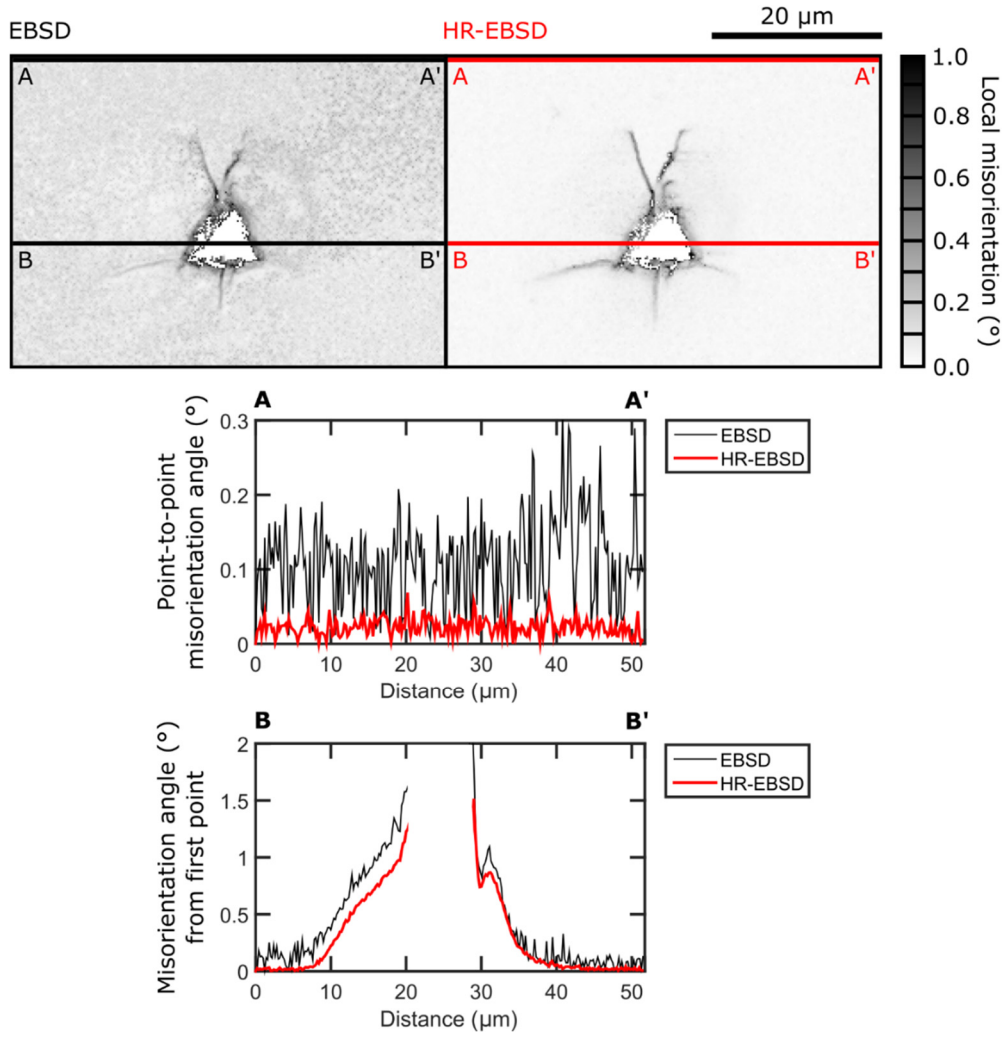 EBSD
HR-EBSD
20 µm
A
A'
A
A'
B
B'
B
B'
1.0
0.8
0.6
0.4
0.2
0.0
Local misorientation (°)
A
A'
Point-to-point
misorientation angle (°)
0.3
0.2
0.1
0
0
10
20
30
40
50
Distance (µm)
EBSD
HR-EBSD
B
B'
Misorientation angle (°)
from first point
2
1.5
1
0.5
0
0
10
20
30
40
50
Distance (µm)
EBSD
HR-EBSD